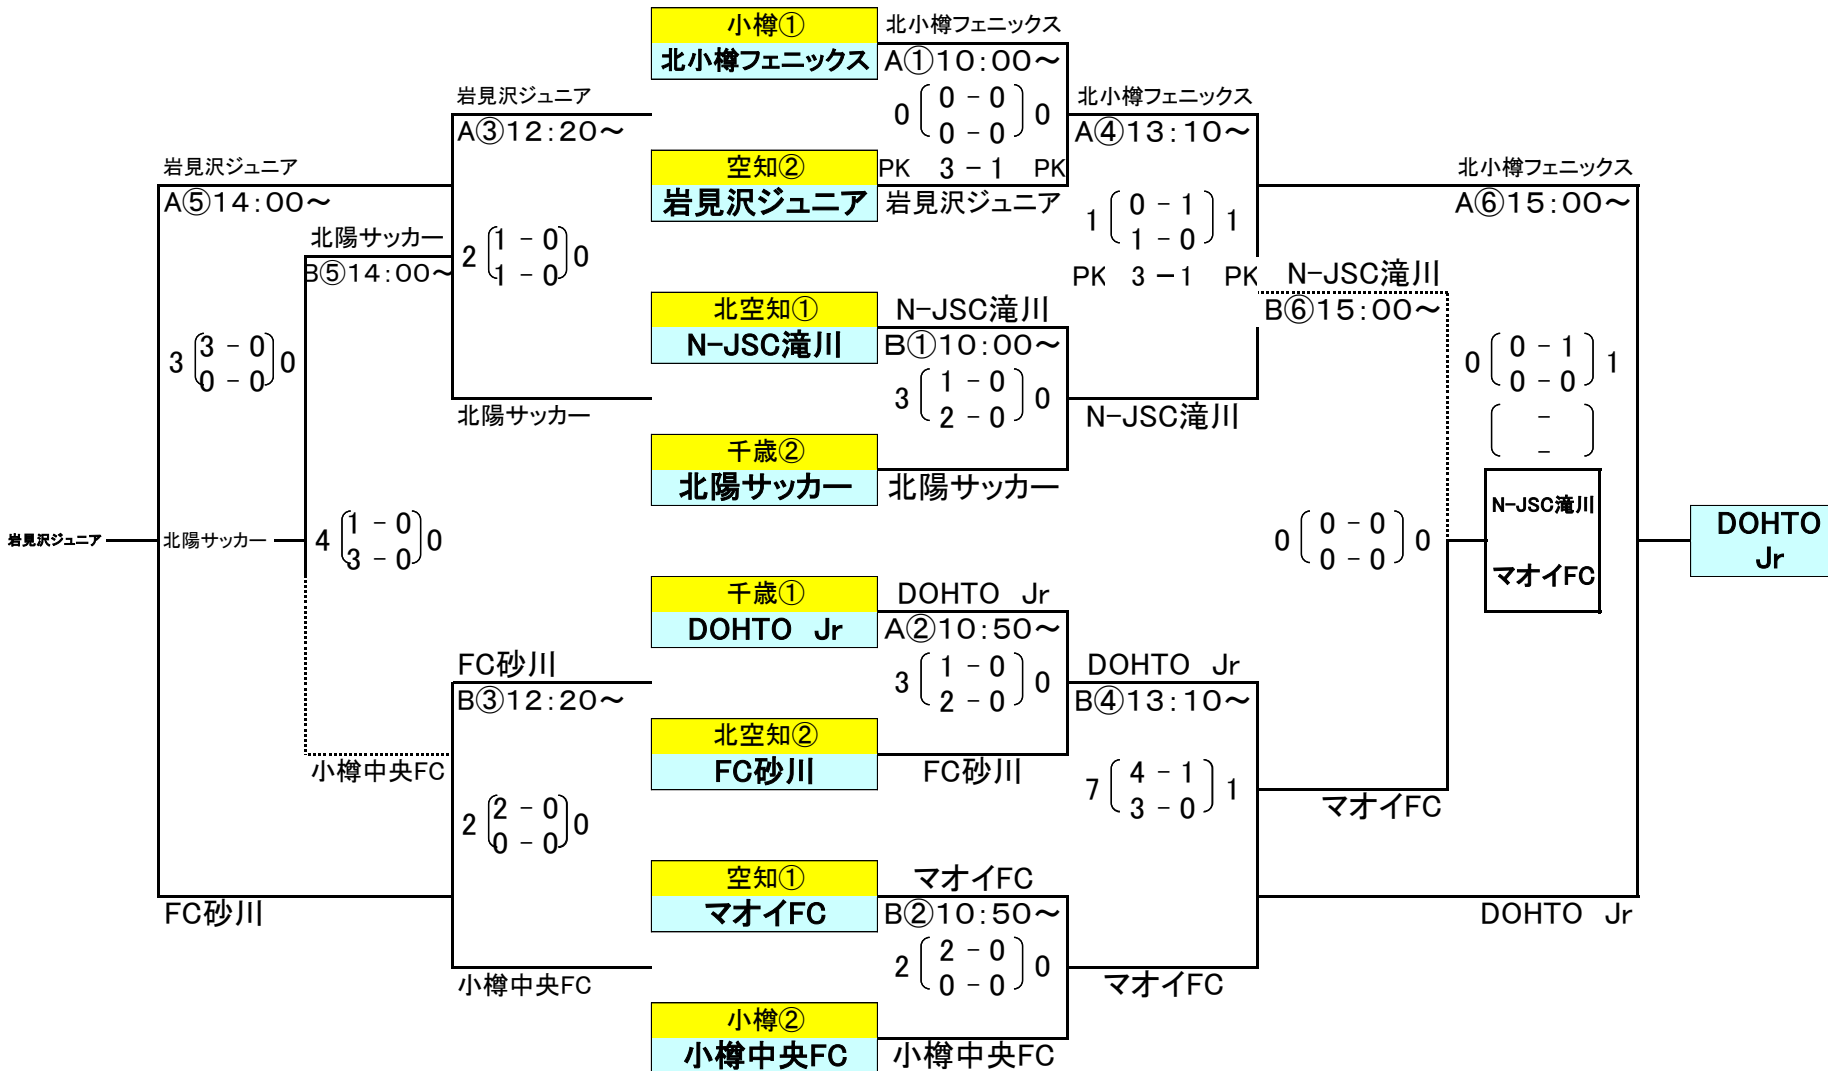 小樽①
北小樽フェニックス
北小樽フェニックス
A①10:00～
0 0-0 0
0-0
PK 3-1 PK
空知②
岩見沢ジュニア
岩見沢ジュニア
岩見沢ジュニア
A③12:20～
2 1-0 0
1-0
北陽サッカー
岩見沢ジュニア
A⑤14:00～
3 3-0 0
0-0
FC砂川
北陽サッカー
B⑤14:00～
4 1-0 0
3-0
小樽中央FC
岩見沢ジュニア
北陽サッカー
北空知①
N-JSC滝川
N-JSC滝川
B①10:00～
3 1-0 0
2-0
千歳②
北陽サッカー
北陽サッカー
北小樽フェニックス
A④13:10～
1 0-1 1
1-0
PK 3-1 PK
N-JSC滝川
千歳①
DOHTO Jr
DOHTO Jr
A②10:50～
3 1-0 0
2-0
北空知②
FC砂川
FC砂川
FC砂川
B③12:20～
2 2-0 0
0-0
小樽中央FC
空知①
マオイFC
マオイFC
B②10:50～
2 2-0 0
0-0
小樽②
小樽中央FC
小樽中央FC
DOHTO Jr
B④13:10～
7 4-1 1
3-0
マオイFC
N-JSC滝川
B⑥15:00～
0 0-0 0
0-0
マオイFC
北小樽フェニックス
A⑥15:00～
0 0-1 1
0-0
-
-
N-JSC滝川
マオイFC
DOHTO Jr
DOHTO
Jr